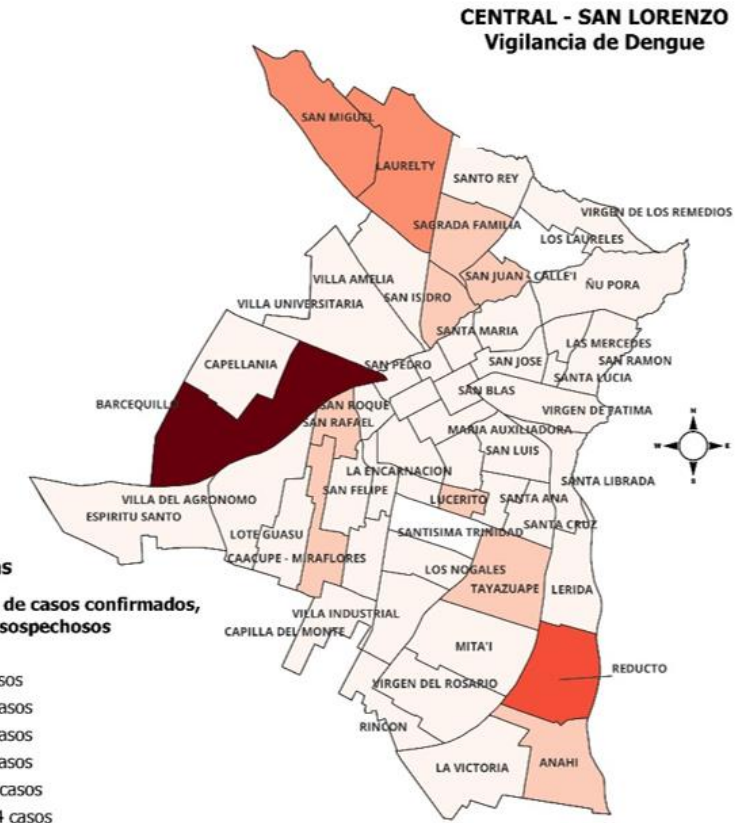 CENTRAL - SAN LORENZO
Vigilancia de Dengue
SAN MIGUEL
LAURELTY
SANTO REY
VIRGEN DE LOS REMEDIOS
SAGRADA FAMILIA
LOS LAURELES
SAN JUAN - CALLE'I
ÑU PORA
VILLA AMELIA
SAN ISIDRO
VILLA UNIVERSITARIA
SANTA MARIA
LAS MERCEDES
SAN RAMON
SAN JOSE
SAN PEDRO
CAPELLANIA
SANTA LUCIA
SAN BLAS
SAN ROQUE
VIRGEN DE FATIMA
SAN RAFAEL
MARIA AUXILIADORA
SAN LUIS
N
W
E
S
LA ENCARNACION
SANTA LIBRADA
SAN FELIPE
VILLA DEL AGRONOMO
LUCERITO
SANTA ANA
ESPIRITU SANTO
SANTA CRUZ
LOTE GUASU
SANTISIMA TRINIDAD
CAACUPE - MIRAFLORES
LOS NOGALES
TAYAZUAPE
LERIDA
de casos confirmados,
sospechosos
VILLA INDUSTRIAL
CAPILLA DEL MONTE
MITA'I
REDUCTO
VIRGEN DEL ROSARIO
casos
casos
RINCON
casos
LA VICTORIA
ANAHI
casos
casos